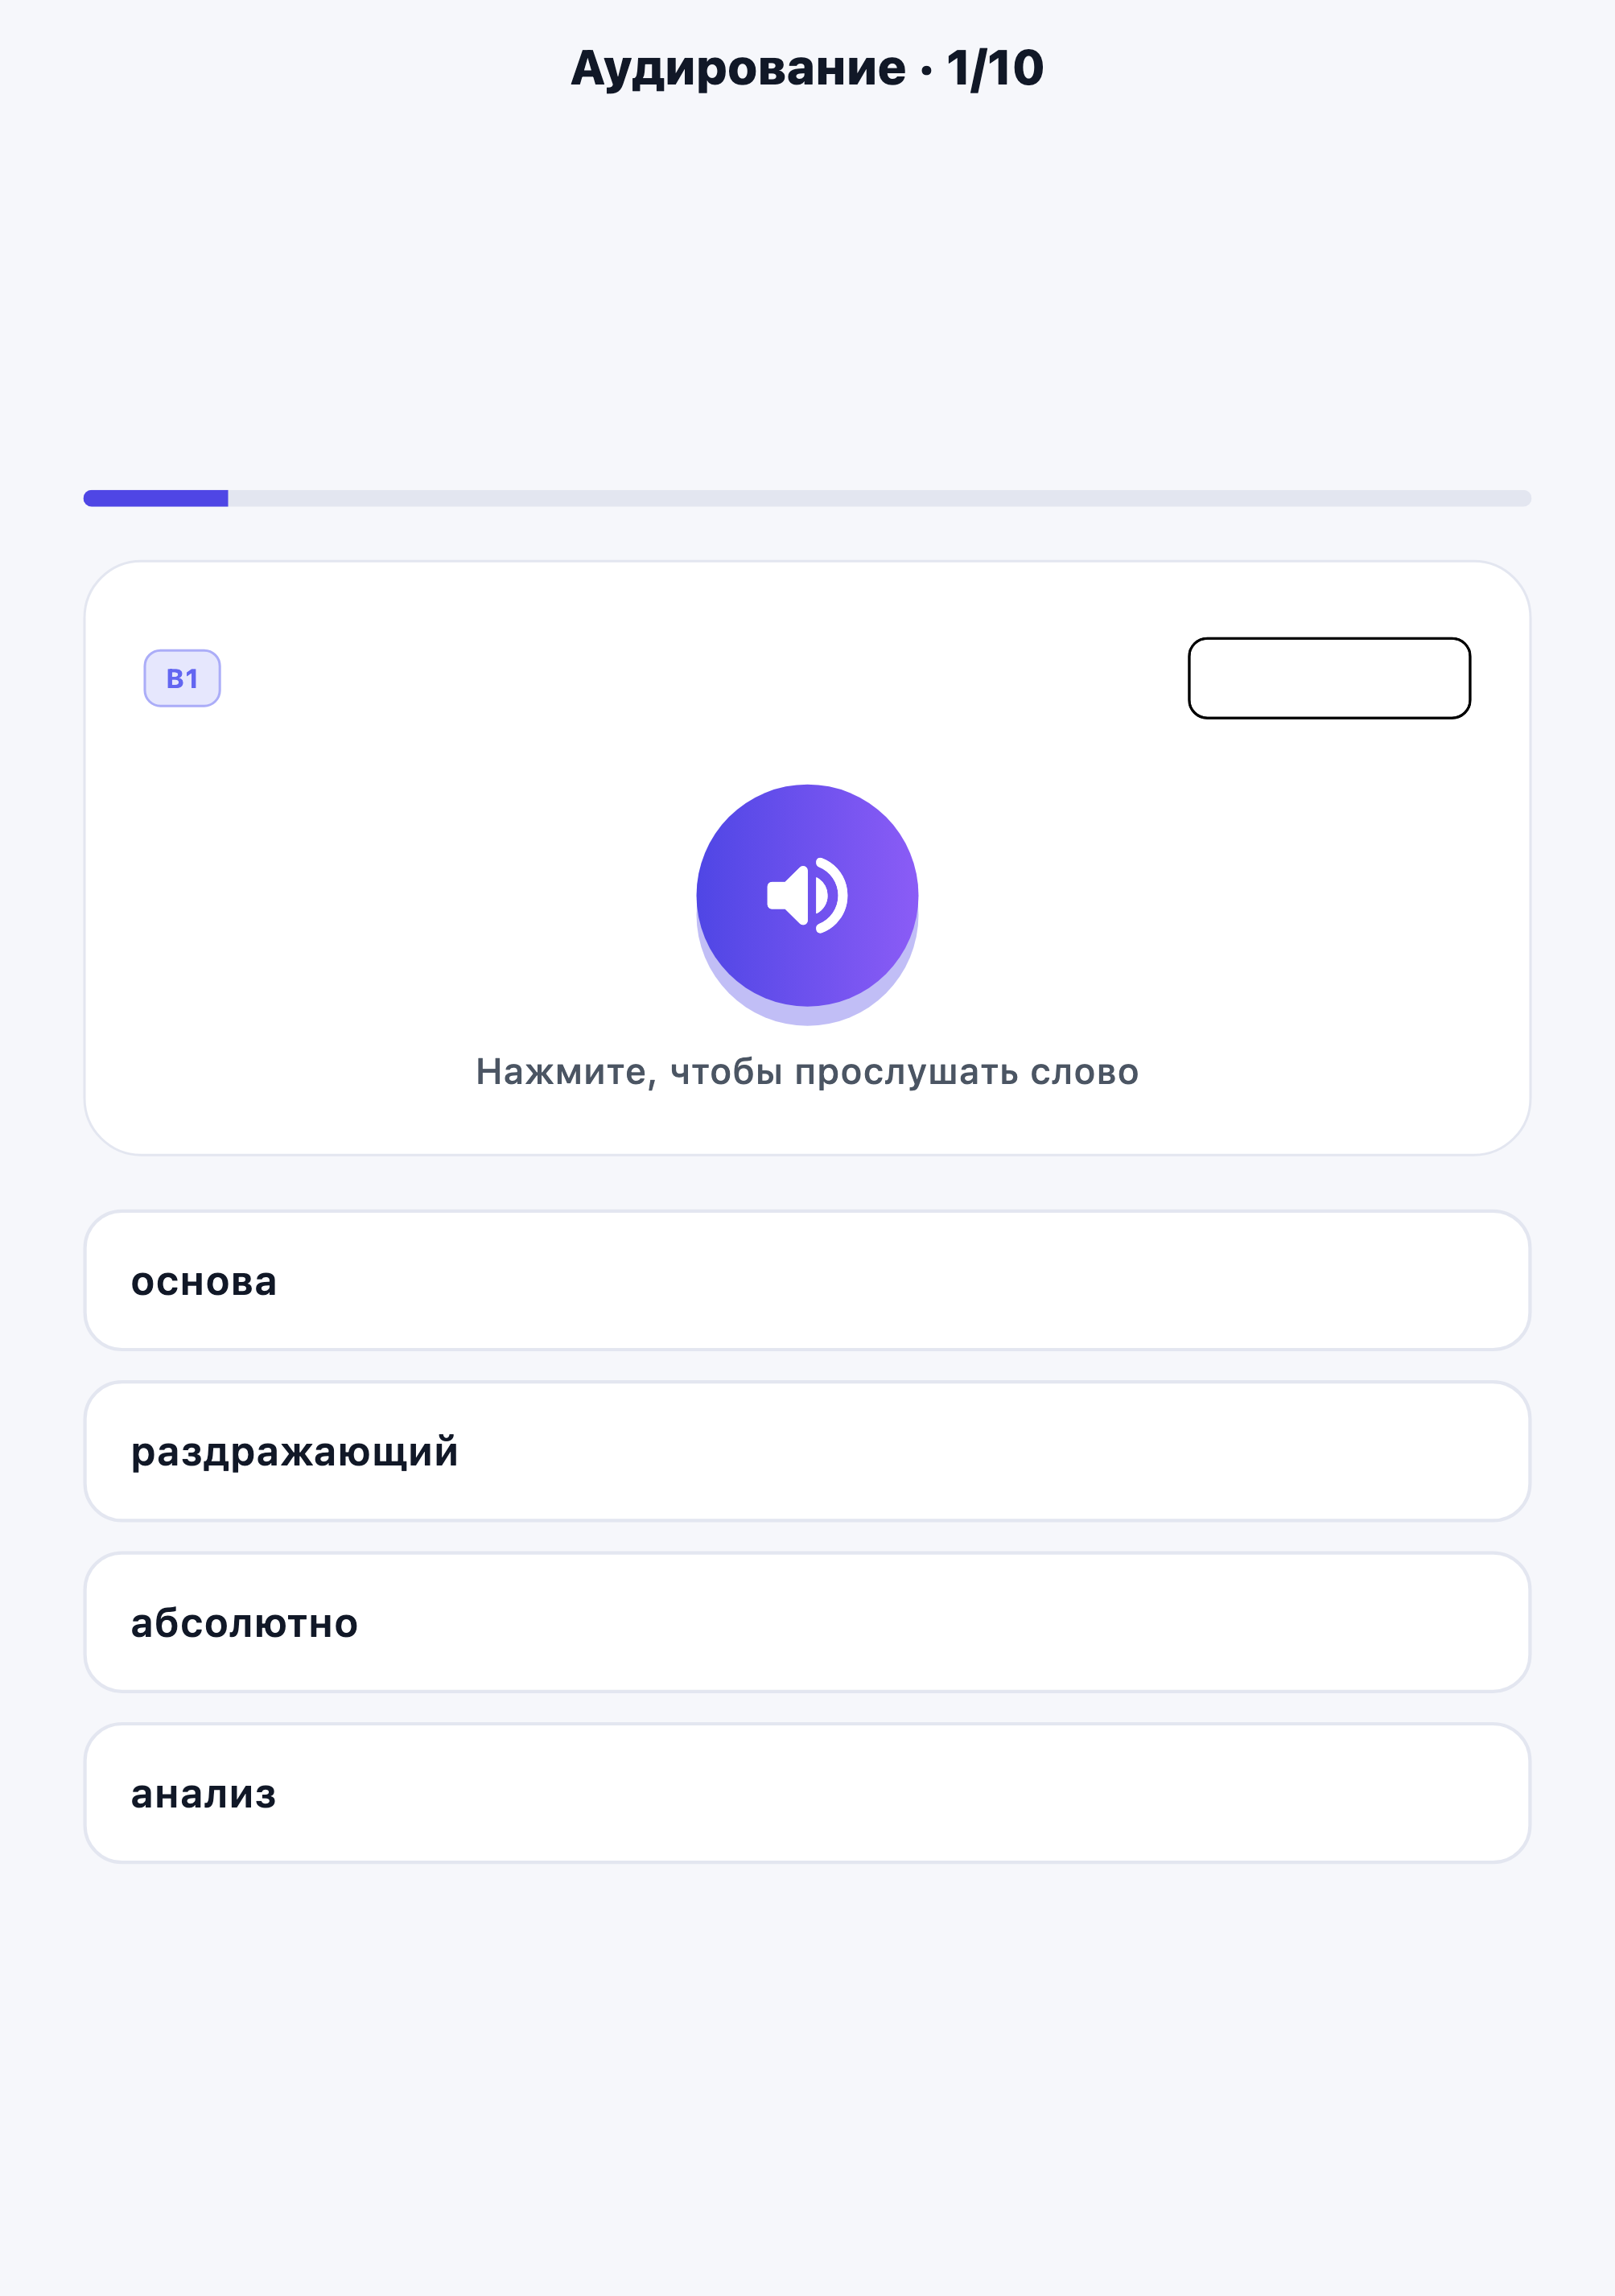 Аудирование · 1/10
B1
Нажмите, чтобы прослушать слово
основа
раздражающий
абсолютно
анализ